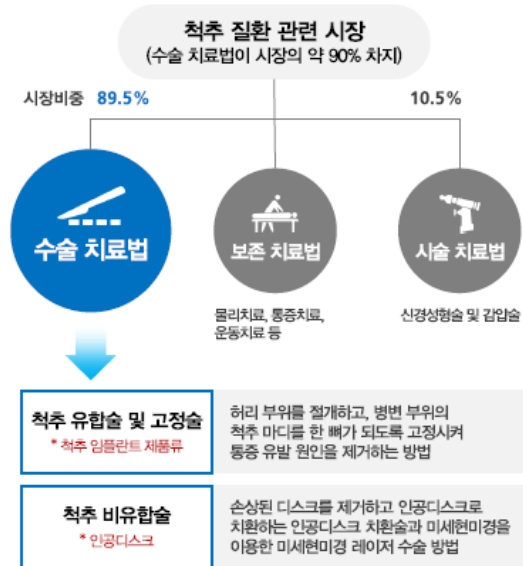 척추 질환 관련 시장
(수술 치료법이 시장의 약 90% 차지)
시장비중 89.5%
10.5%
수술 치료법
보존 치료법
시술 치료법
물리치료, 통증치료,
운동치료 등
신경성형술 및 감압술
척추 유합술 및 고정술
* 척추 임플란트 제품류
허리 부위를 절개하고, 병변 부위의
척추 마디를 한 뼈가 되도록 고정시켜
통증 유발 원인을 제거하는 방법
척추 비유합술
* 인공디스크
손상된 디스크를 제거하고 인공디스크로
치환하는 인공디스크 치환술과 미세현미경을
이용한 미세현미경 레이저 수술 방법